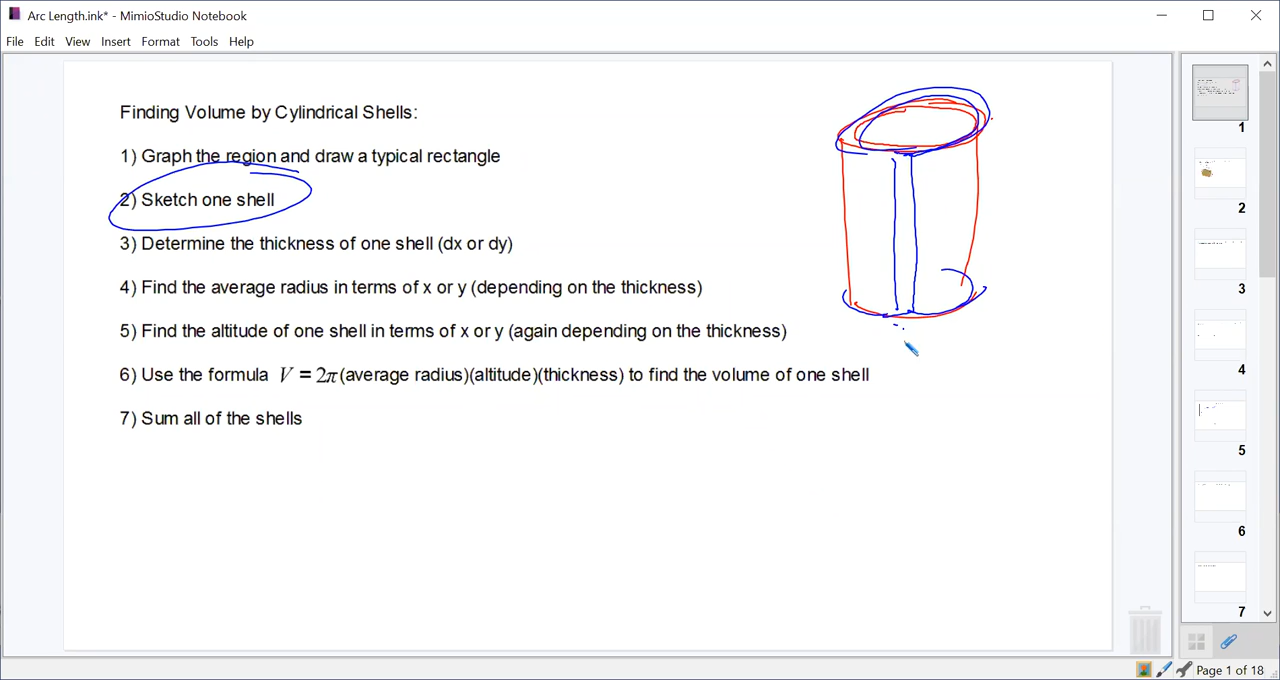 Arc Length.ink* - MimioStudio Notebook
File Edit View Insert Format Tools Help
Finding Volume by Cylindrical Shells:
1) Graph the region and draw a typical rectangle
2) Sketch one shell
3) Determine the thickness of one shell (dx or dy)
4) Find the average radius in terms of x or y (depending on the thickness)
5) Find the altitude of one shell in terms of x or y (again depending on the thickness)
6) Use the formula V = 2π(average radius)(altitude)(thickness) to find the volume of one shell
7) Sum all of the shells
1
2
3
4
5
6
7
Page 1 of 18